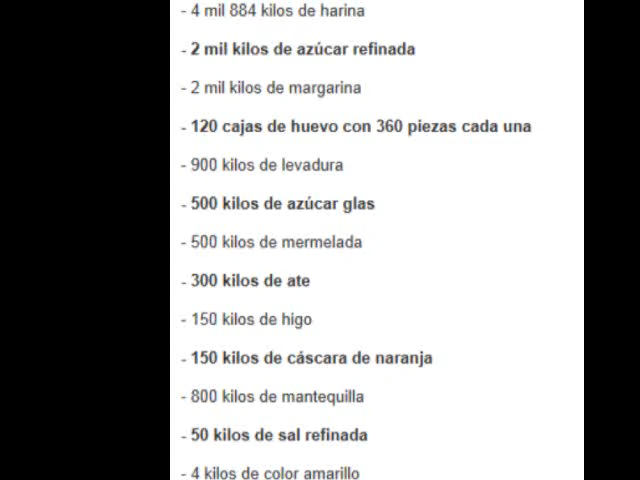 - 4 mil 884 kilos de harina
- 2 mil kilos de azúcar refinada
- 2 mil kilos de margarina
- 120 cajas de huevo con 360 piezas cada una
- 900 kilos de levadura
- 500 kilos de azúcar glas
- 500 kilos de mermelada
- 300 kilos de ate
- 150 kilos de higo
- 150 kilos de cáscara de naranja
- 800 kilos de mantequilla
- 50 kilos de sal refinada
- 4 kilos de color amarillo